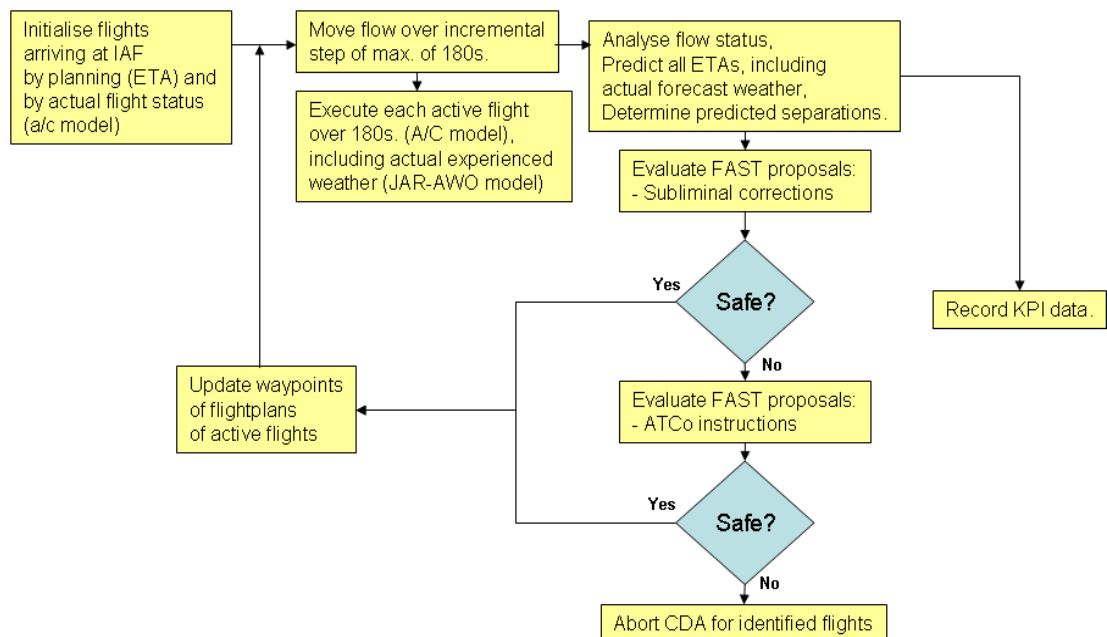 Initialise flights
arriving at IAF
by planning (ETA) and
by actual flight status
(a/c model)
Move flow over incremental
step of max. of 180s.
Execute each active flight
over 180s. (A/C model),
including actual experienced
weather (JAR-AWO model)
Analyse flow status,
Predict all ETAs, including
actual forecast weather,
Determine predicted separations.
Evaluate FAST proposals:
- Subliminal corrections
Yes
Safe?
No
Record KPI data.
Update waypoints
of flightplans
of active flights
Evaluate FAST proposals:
- ATCo instructions
Yes
Safe?
No
Abort CDA for identified flights